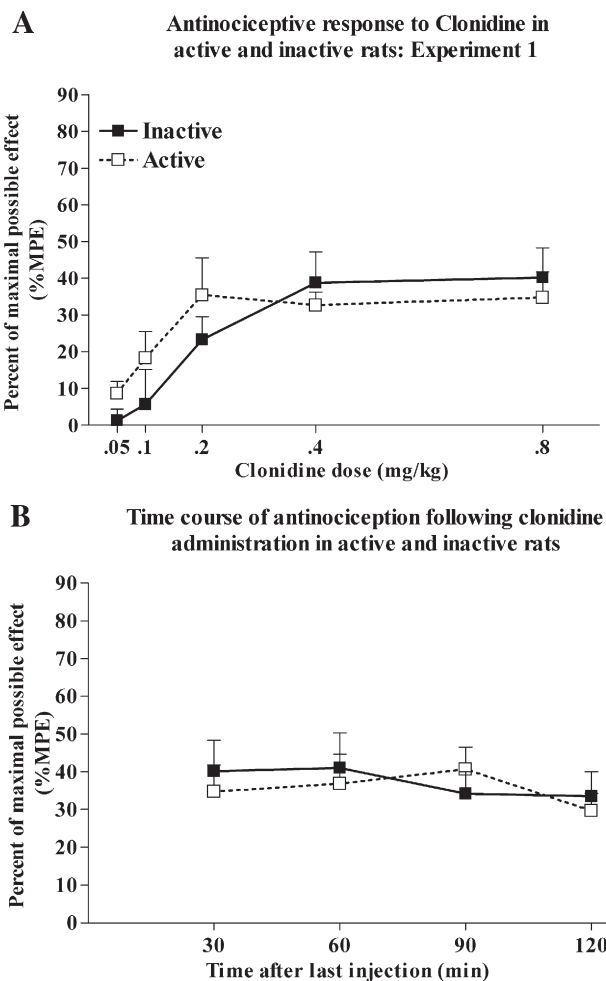 A
Antinociceptive response to Clonidine in
active and inactive rats: Experiment 1
Percent of maximal possible effect
(%MPE)
90
80
70
60
50
40
30
20
10
0
Inactive
Active
.05 .1 .2 .4 .8
Clonidine dose (mg/kg)
B
Time course of antinociception following clonidine
administration in active and inactive rats
Percent of maximal possible effect
(%MPE)
90
80
70
60
50
40
30
20
10
0
30 60 90 120
Time after last injection (min)